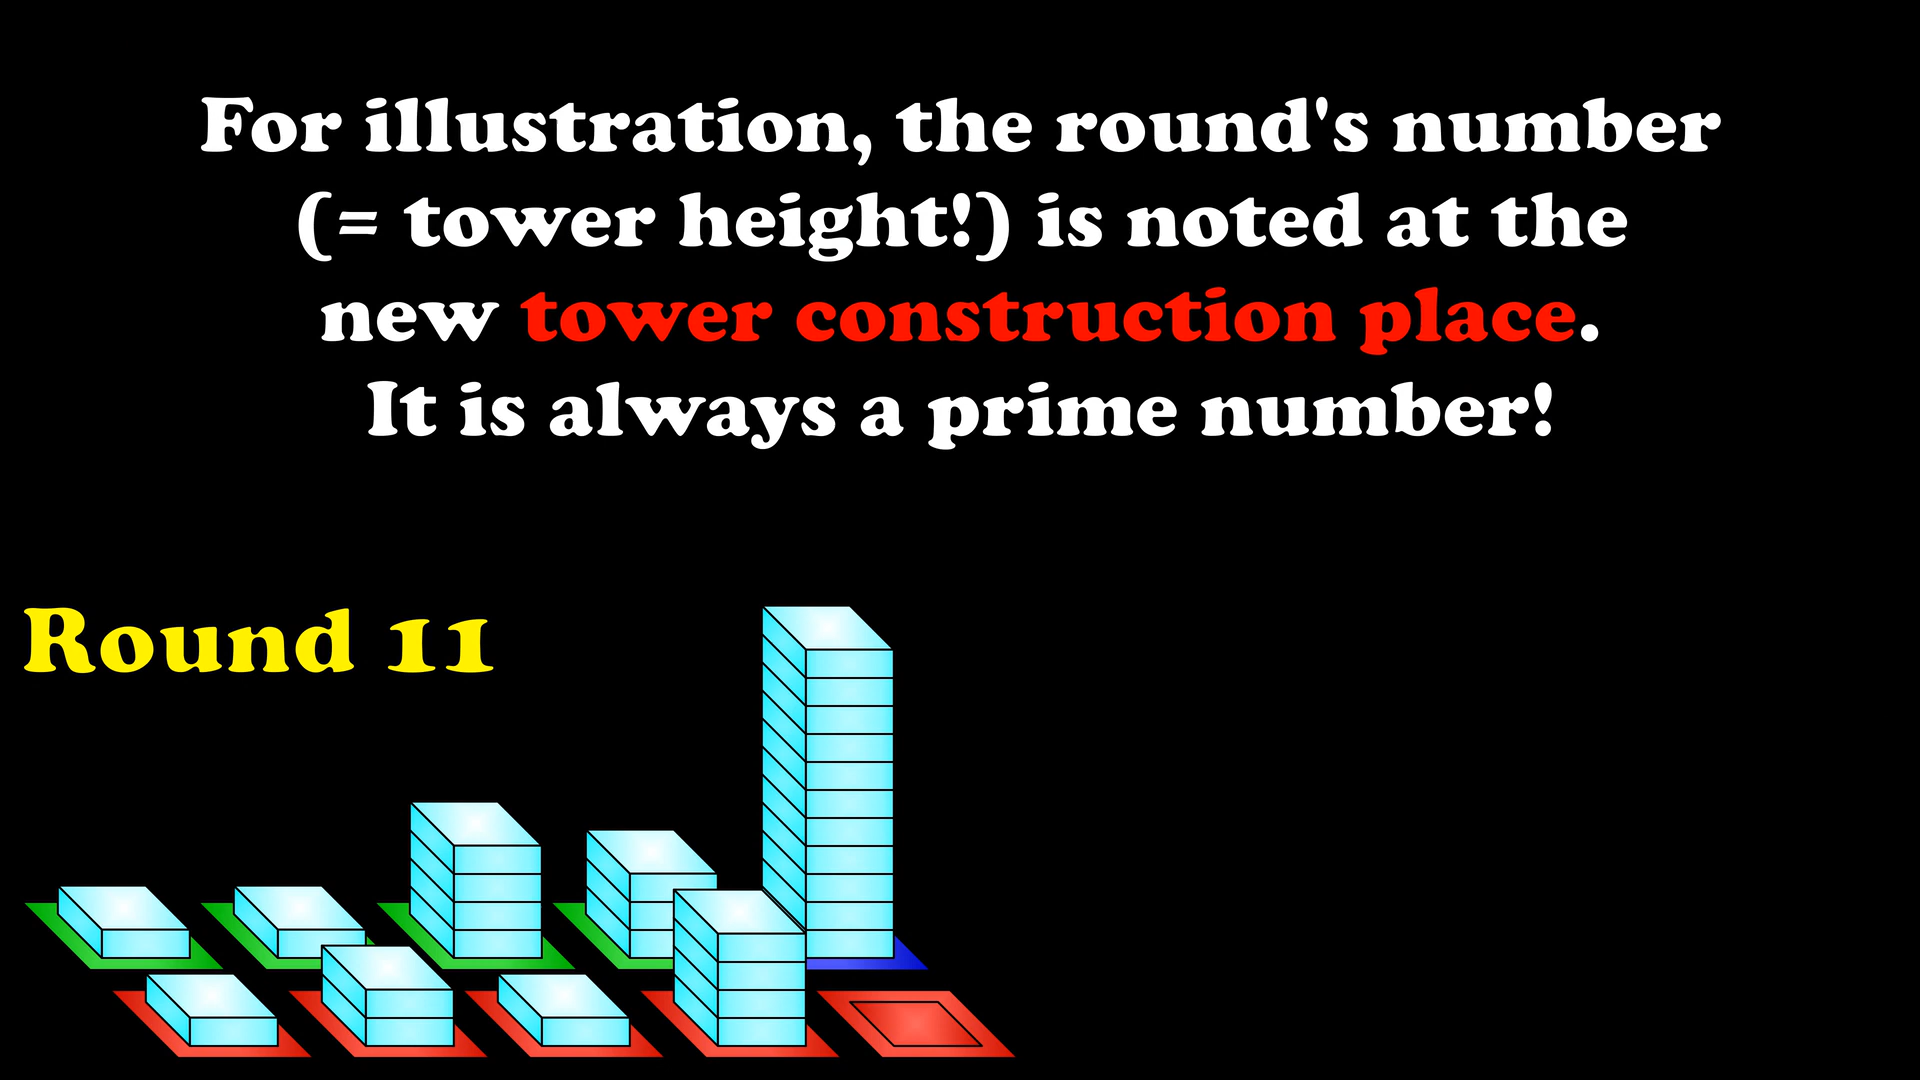 For illustration, the round's number
(= tower height!) is noted at the
new tower construction place.
It is always a prime number!
Round 11